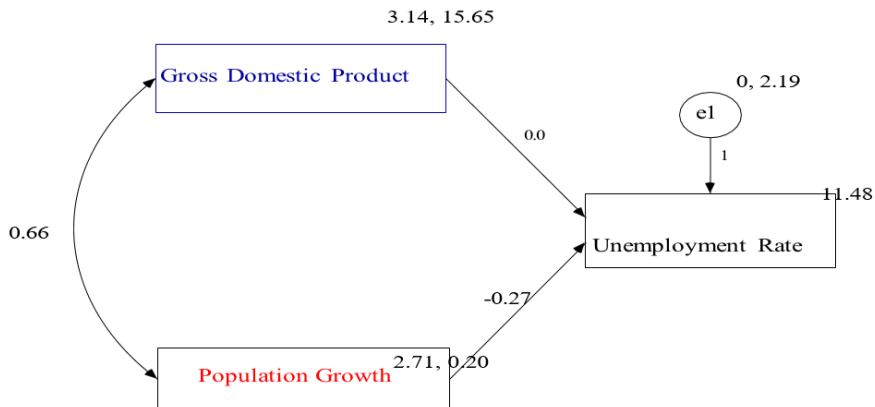 3.14, 15.65
Gross Domestic Product
0, 2.19
e1
0.0
1
11.48
0.66
Unemployment Rate
-0.27
2.71, 0.20
Population Growth